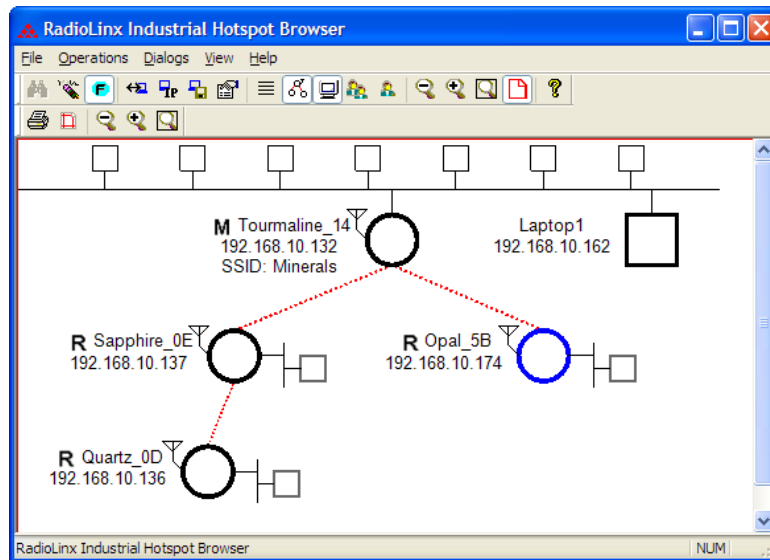 RadioLinx Industrial Hotspot Browser
File Operations Dialogs View Help
F IP ?
M Tourmaline_14
192.168.10.132
SSID: Minerals
Laptop1
192.168.10.162
R Sapphire_0E
192.168.10.137
R Opal_5B
192.168.10.174
R Quartz_0D
192.168.10.136
RadioLinx Industrial Hotspot Browser NUM